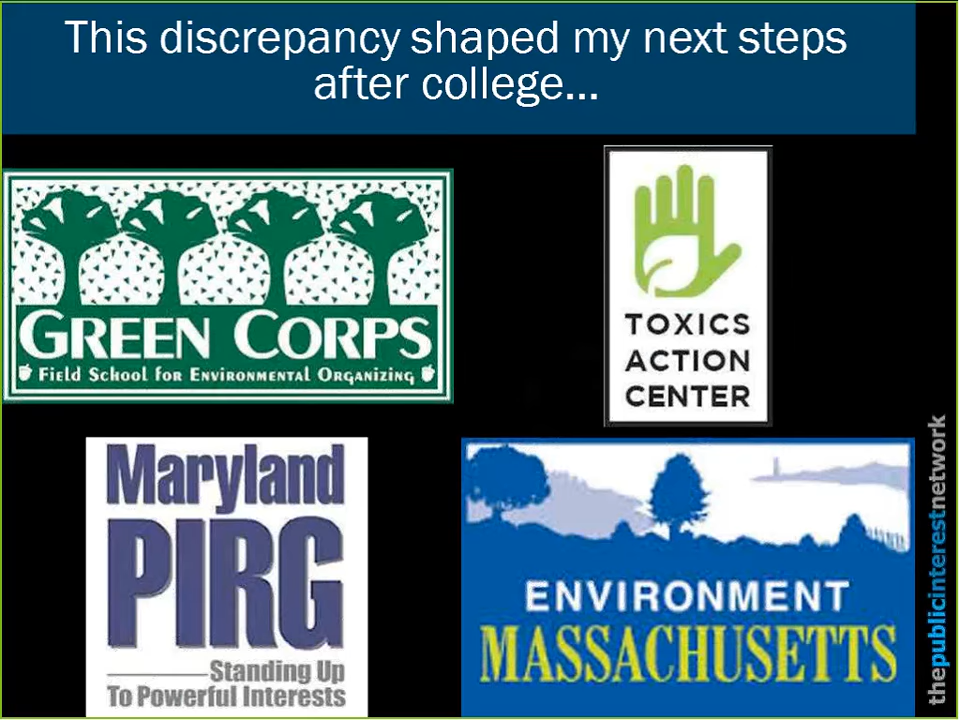 This discrepancy shaped my next steps
after college...
GREEN CORPS
FIELD SCHOOL FOR ENVIRONMENTAL ORGANIZING
TOXICS
ACTION
CENTER
Maryland
PIRG
Standing Up
To Powerful Interests
ENVIRONMENT
MASSACHUSETTS
thepublicinterestnetwork